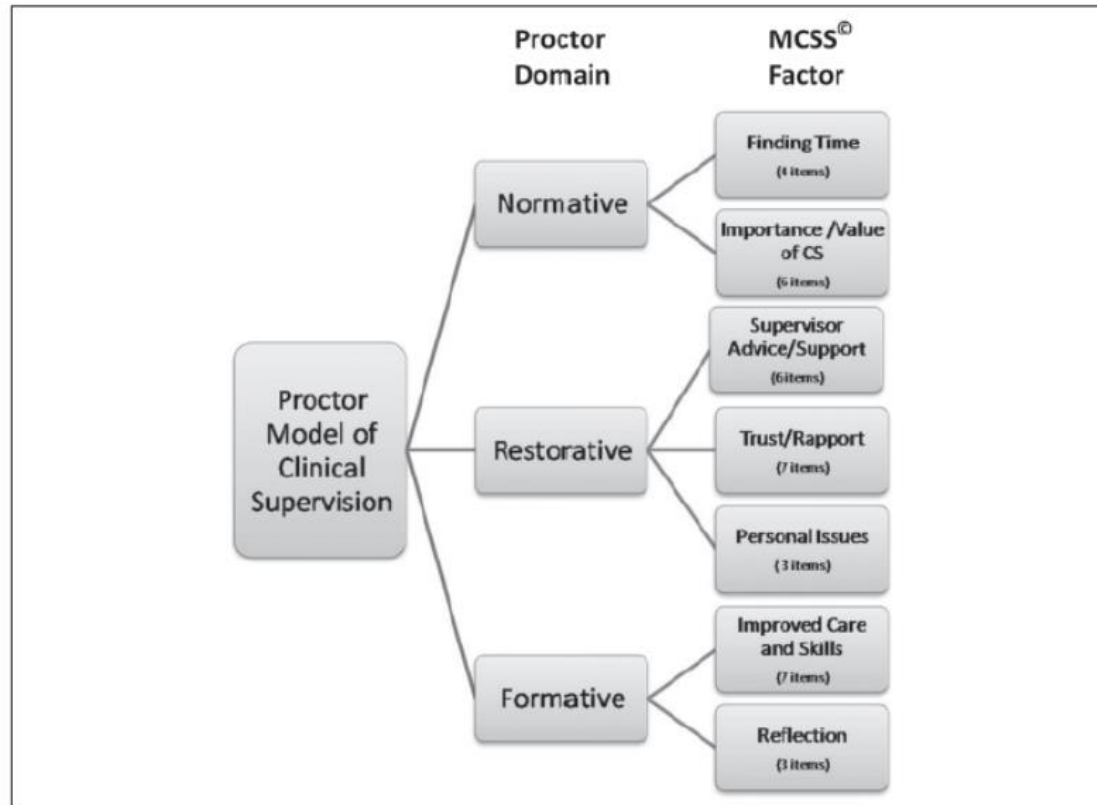 Proctor
Domain
MCSS©
Factor
Proctor
Model of
Clinical
Supervision
Normative
Finding Time
(4 items)
Importance /Value
of CS
(6 items)
Restorative
Supervisor
Advice/Support
(6 items)
Trust/Rapport
(7 items)
Personal Issues
(3 items)
Formative
Improved Care
and Skills
(7 items)
Reflection
(3 items)